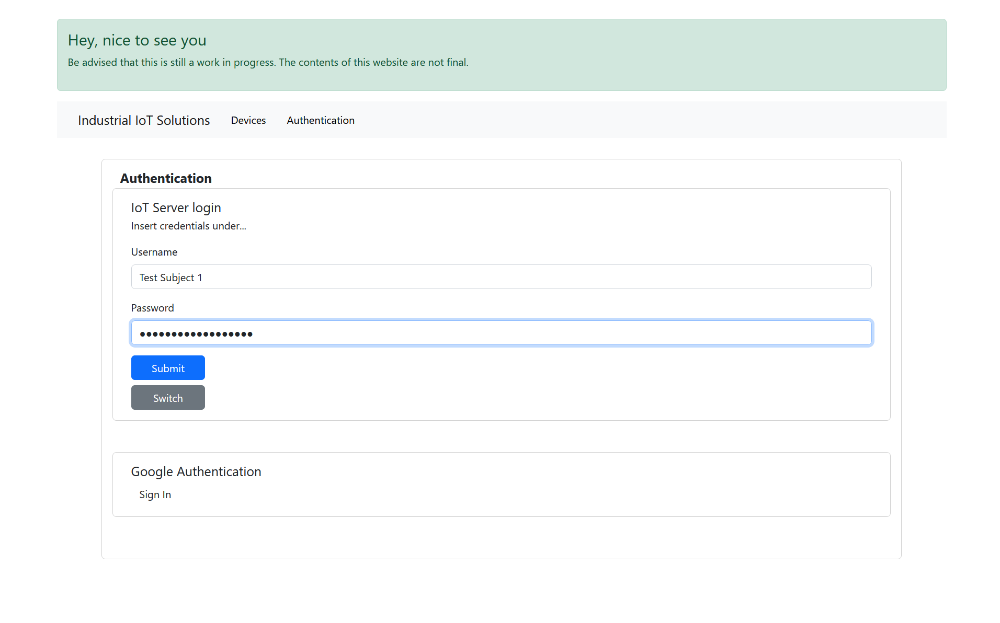 Hey, nice to see you
Be advised that this is still a work in progress. The contents of this website are not final.
Industrial IoT Solutions Devices Authentication
Authentication
IoT Server login
Insert credentials under...
Username
Test Subject 1
Password
••••••••••••••••••
Submit
Switch
Google Authentication
Sign In